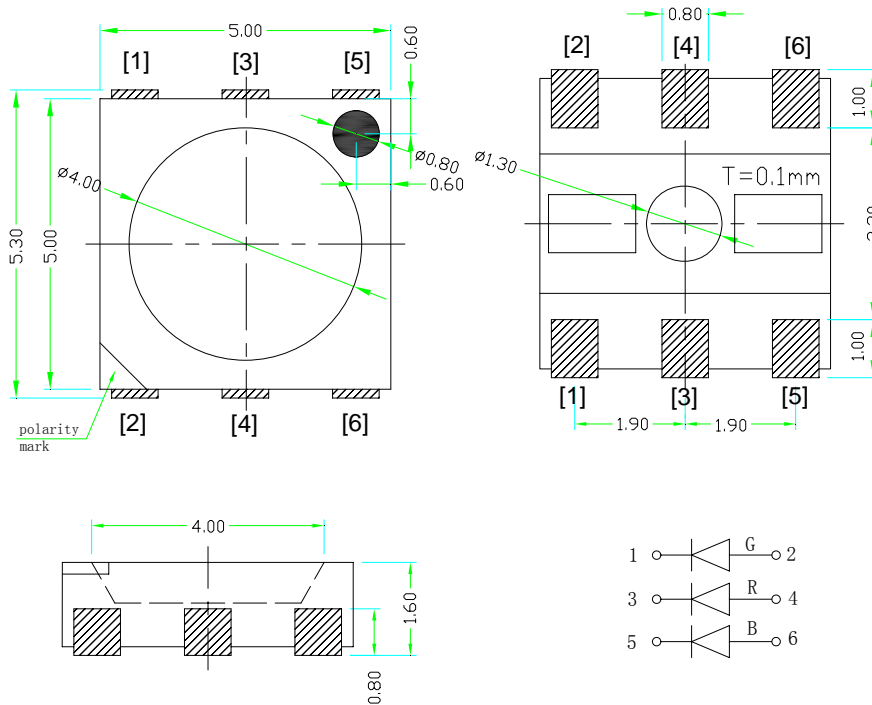 5.00
0.60
[1] [3] [5]
ø4.00
ø0.80
0.60
5.30
5.00
polarity
mark
[2] [4] [6]
0.80
[2] [4] [6]
1.00
ø1.30
T=0.1mm
1.00
[1] [3] [5]
1.90 1.90
4.00
1.60
0.80
1 G 2
3 R 4
5 B 6